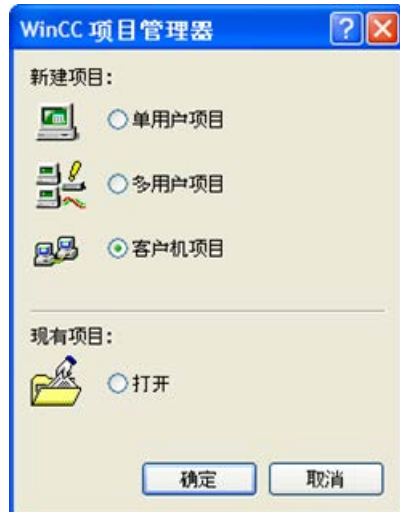 WinCC 项目管理器
新建项目：
单用户项目
多用户项目
客户机项目
现有项目：
打开
确定
取消